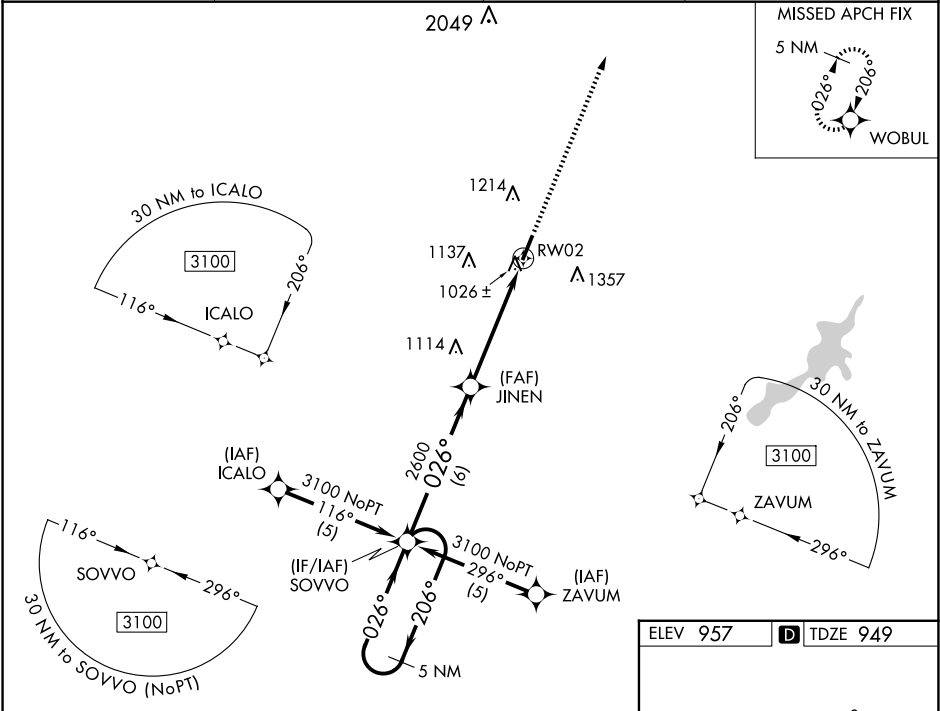 2049
MISSED APCH FIX
5 NM
026°
206°
WOBUL
1214
30 NM to ICALO
3100
206°
116°
ICALO
1137
RW02
1026 ±
1357
1114
(FAF)
JINEN
30 NM to ZAVUM
206°
3100
ZAVUM
296°
(IAF)
ICALO
2600
026°
(6)
3100 NoPT
116°
(5)
(IF/IAF)
SOVVO
3100 NoPT
296°
(5)
(IAF)
ZAVUM
116°
SOVVO
296°
3100
30 NM to SOVVO (NoPT)
026°
206°
5 NM
ELEV 957
D TDZE 949